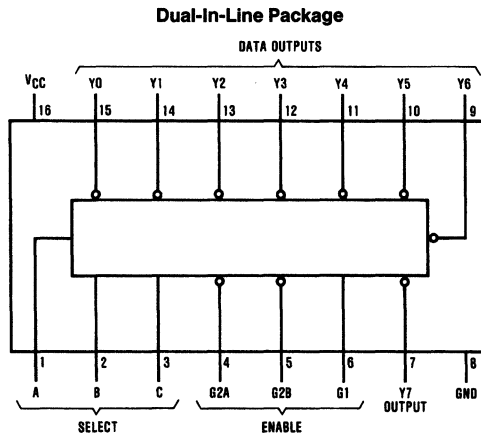 Dual-In-Line Package
DATA OUTPUTS
VCC Y0 Y1 Y2 Y3 Y4 Y5 Y6
16 15 14 13 12 11 10 9
1 2 3 4 5 6 7 8
A B C G2A G2B G1 Y7 GND
OUTPUT
SELECT ENABLE